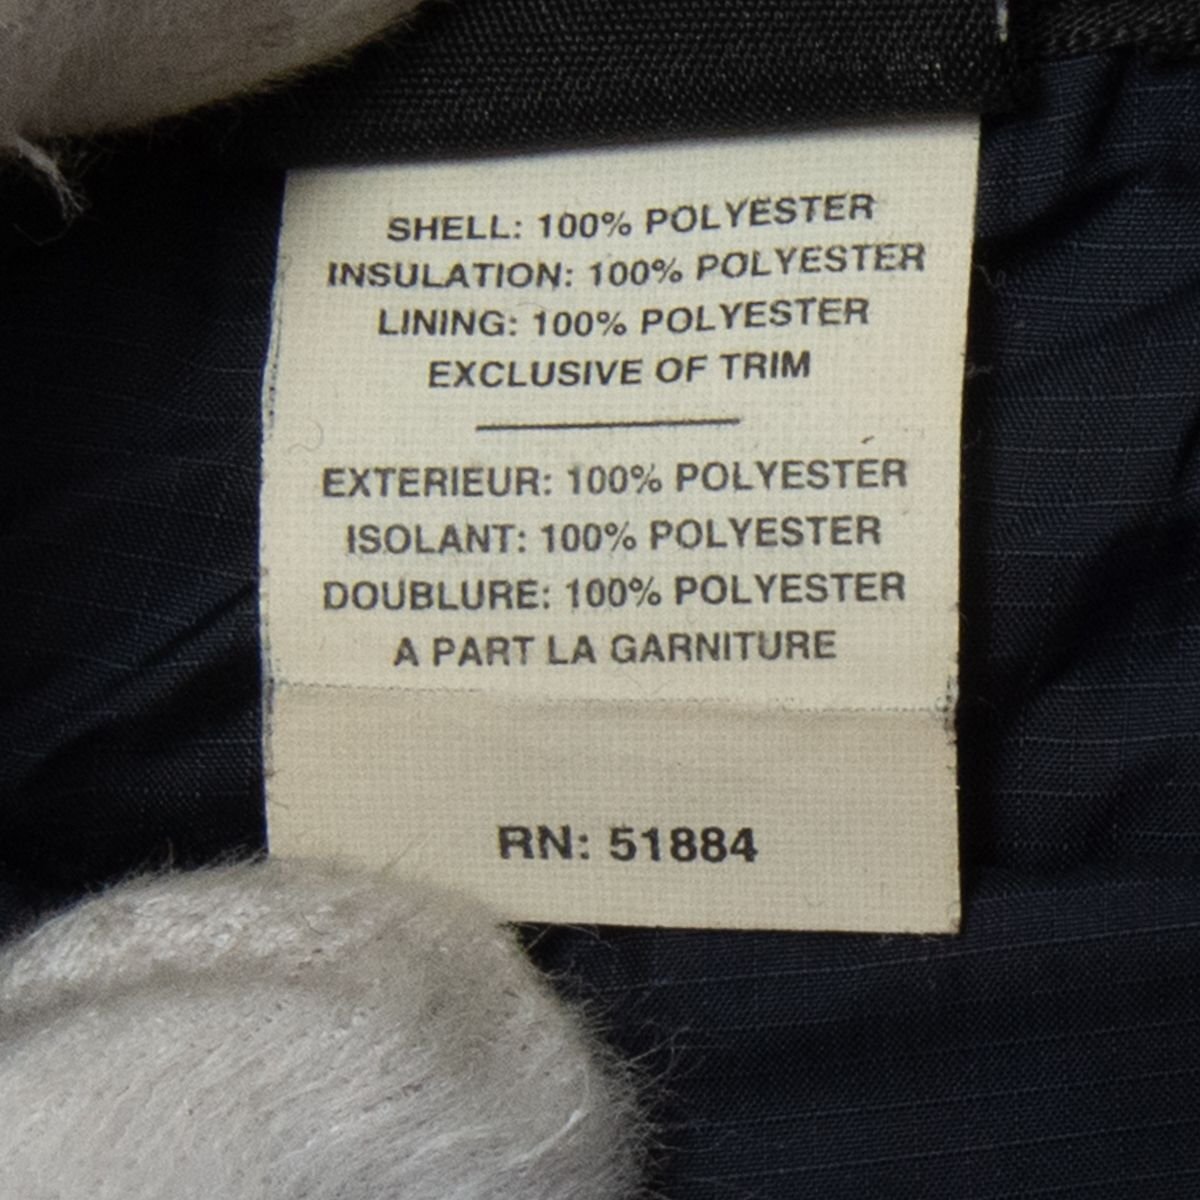 SHELL: 100% POLYESTER
INSULATION: 100% POLYESTER
LINING: 100% POLYESTER
EXCLUSIVE OF TRIM
EXTERIEUR: 100% POLYESTER
ISOLANT: 100% POLYESTER
DOUBLURE: 100% POLYESTER
A PART LA GARNITURE
RN: 51884